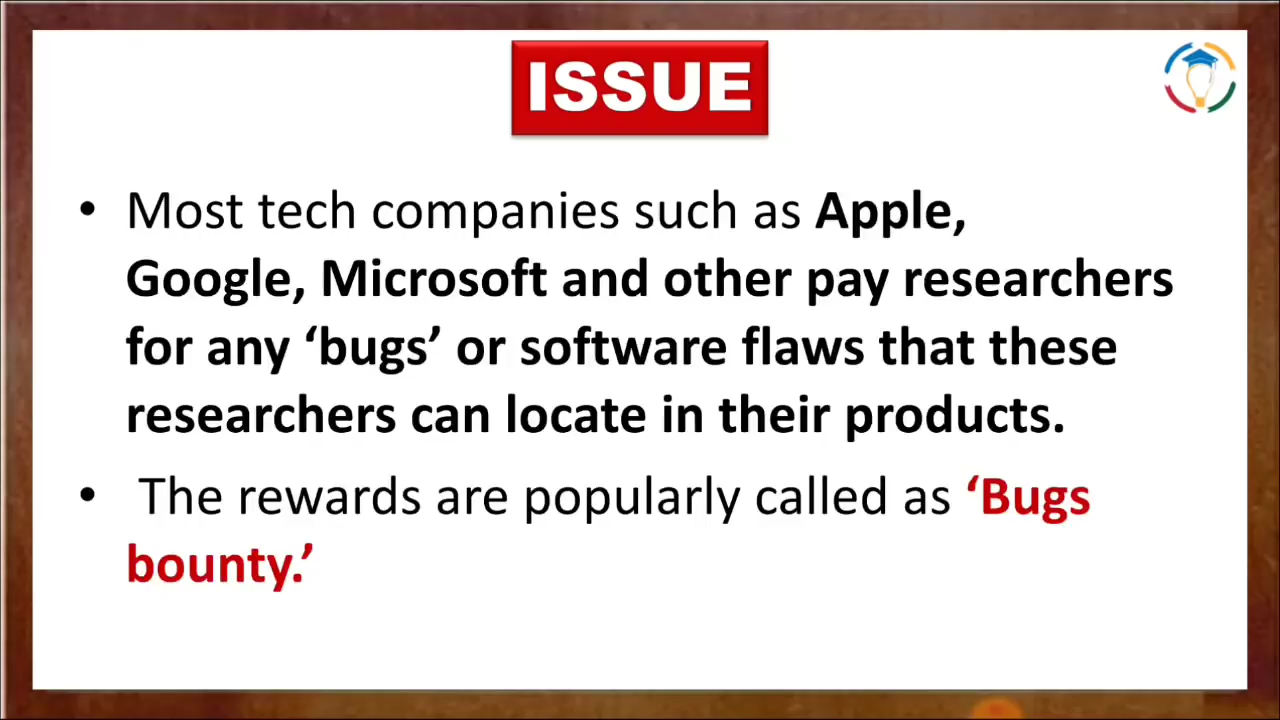 ISSUE
• Most tech companies such as Apple,
Google, Microsoft and other pay researchers
for any ‘bugs’ or software flaws that these
researchers can locate in their products.
• The rewards are popularly called as ‘Bugs
bounty.’